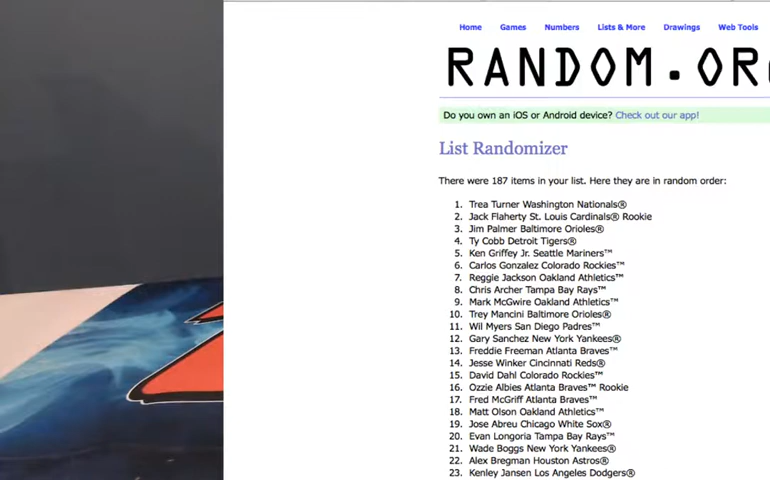 Home Games Numbers Lists & More Drawings Web Tools
RANDOM.OR
Do you own an iOS or Android device? Check out our app!
List Randomizer
There were 187 items in your list. Here they are in random order:
1. Trea Turner Washington Nationals®
2. Jack Flaherty St. Louis Cardinals® Rookie
3. Jim Palmer Baltimore Orioles®
4. Ty Cobb Detroit Tigers®
5. Ken Griffey Jr. Seattle Mariners™
6. Carlos Gonzalez Colorado Rockies™
7. Reggie Jackson Oakland Athletics™
8. Chris Archer Tampa Bay Rays™
9. Mark McGwire Oakland Athletics™
10. Trey Mancini Baltimore Orioles®
11. Wil Myers San Diego Padres™
12. Gary Sanchez New York Yankees®
13. Freddie Freeman Atlanta Braves™
14. Jesse Winker Cincinnati Reds®
15. David Dahl Colorado Rockies™
16. Ozzie Albies Atlanta Braves™ Rookie
17. Fred McGriff Atlanta Braves™
18. Matt Olson Oakland Athletics™
19. Jose Abreu Chicago White Sox®
20. Evan Longoria Tampa Bay Rays™
21. Wade Boggs New York Yankees®
22. Alex Bregman Houston Astros®
23. Kenley Jansen Los Angeles Dodgers®